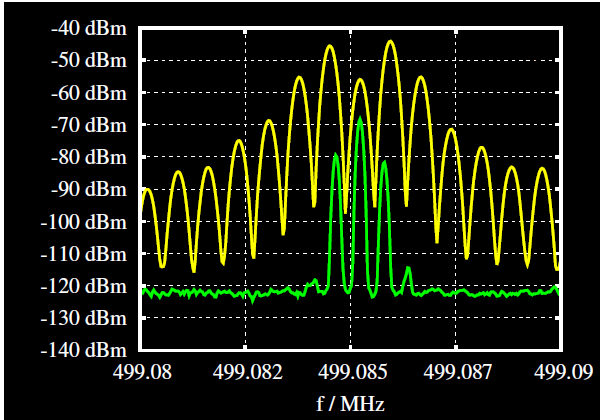 -40 dBm
-50 dBm
-60 dBm
-70 dBm
-80 dBm
-90 dBm
-100 dBm
-110 dBm
-120 dBm
-130 dBm
-140 dBm
499.08 499.082 499.085 499.087 499.09
f / MHz